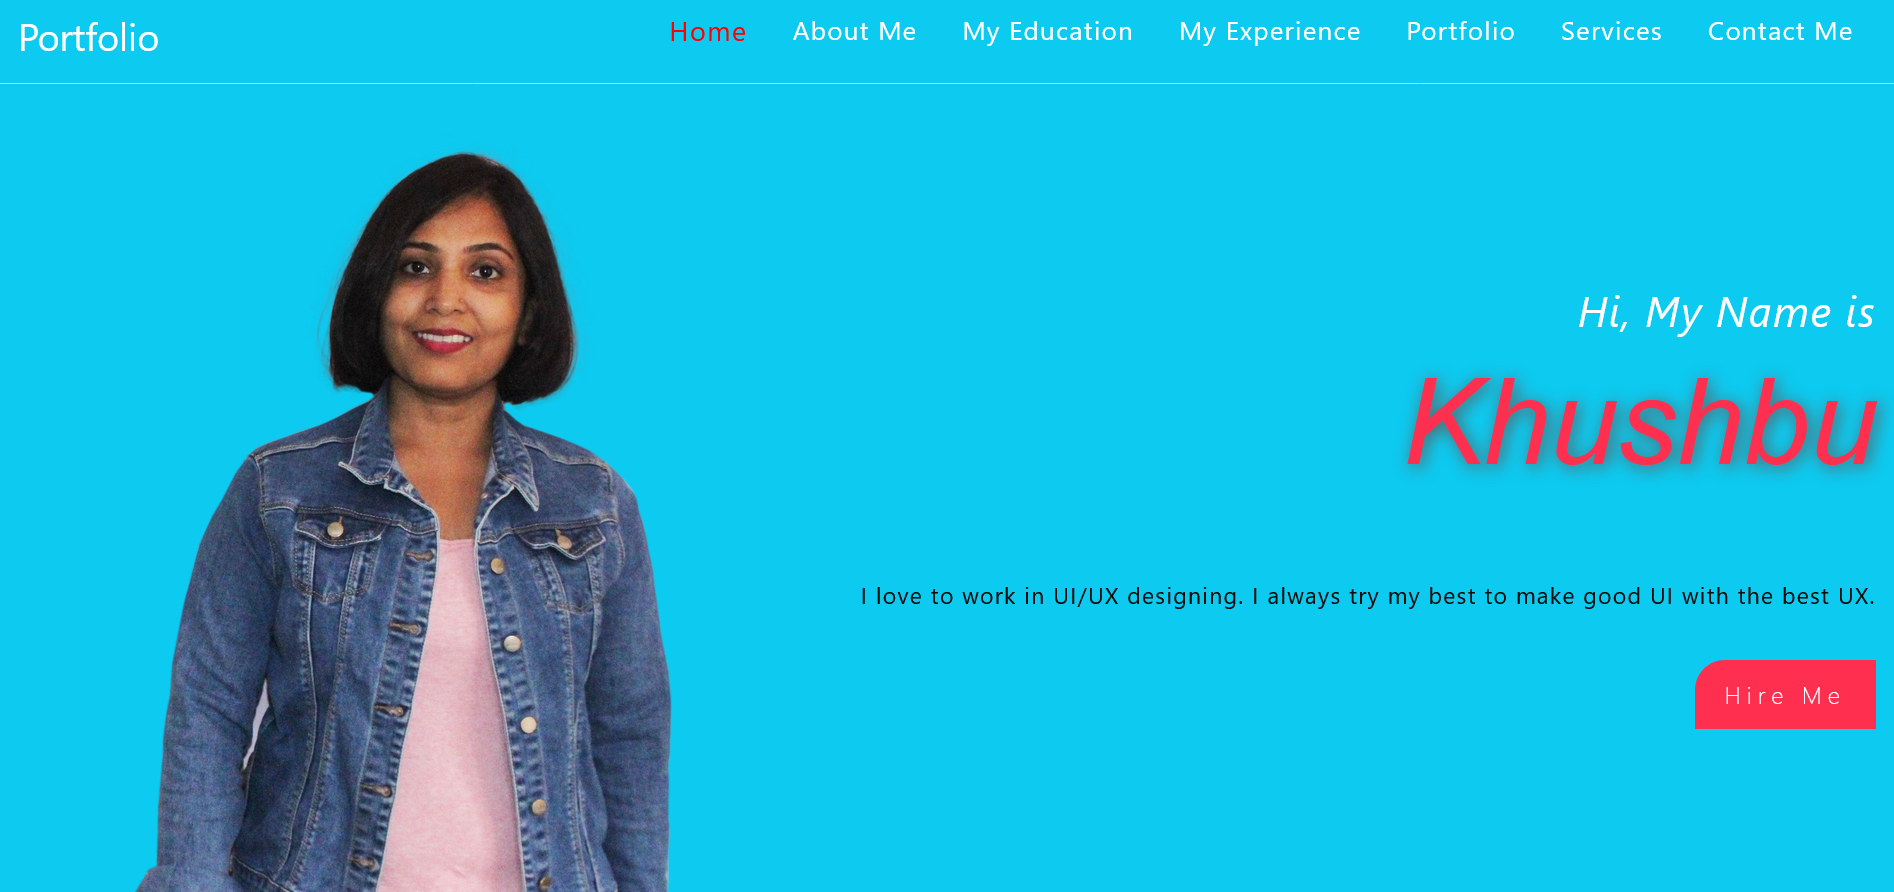 Portfolio
Home About Me My Education My Experience Portfolio Services Contact Me
Hi, My Name is
Khushbu
I love to work in UI/UX designing. I always try my best to make good UI with the best UX.
Hire Me